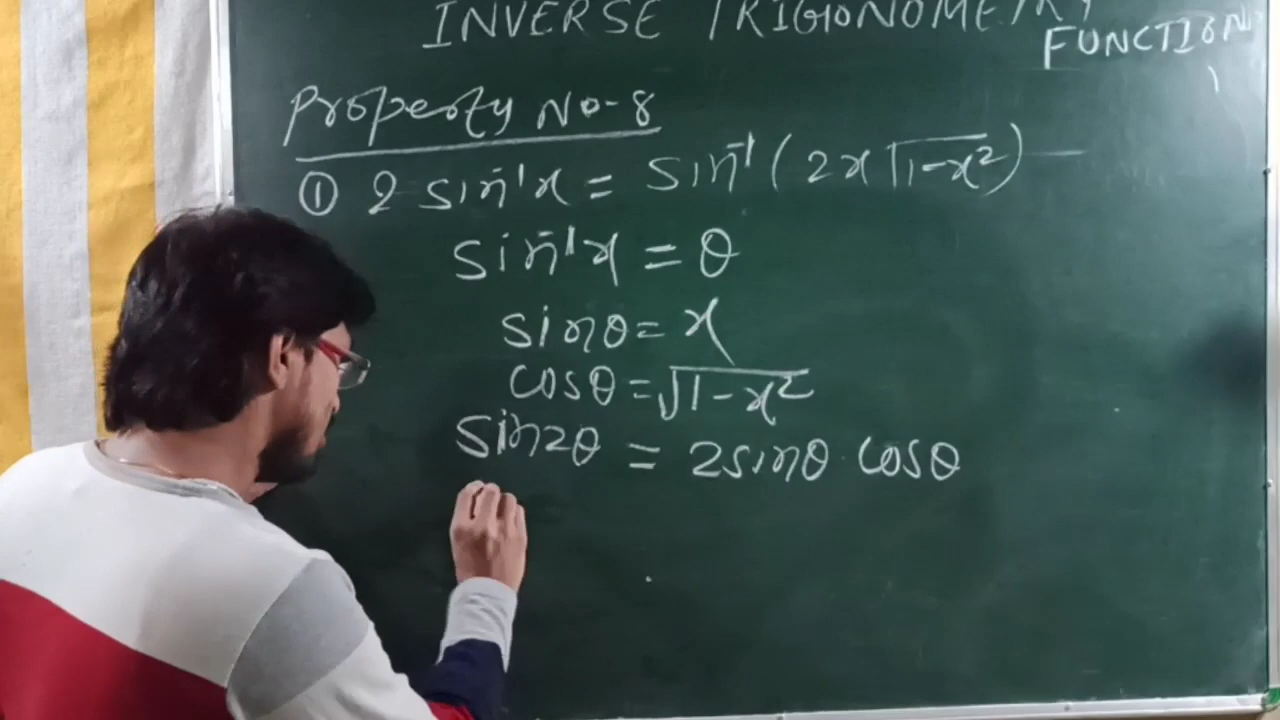 INVERSE TRIGONOMETRY
FUNCTION
Property No-8
① 2 sin⁻¹x = sin⁻¹(2x√1-x²)
sin⁻¹x = θ
sinθ = x
cosθ = √1-x²
sin2θ = 2sinθ·cosθ